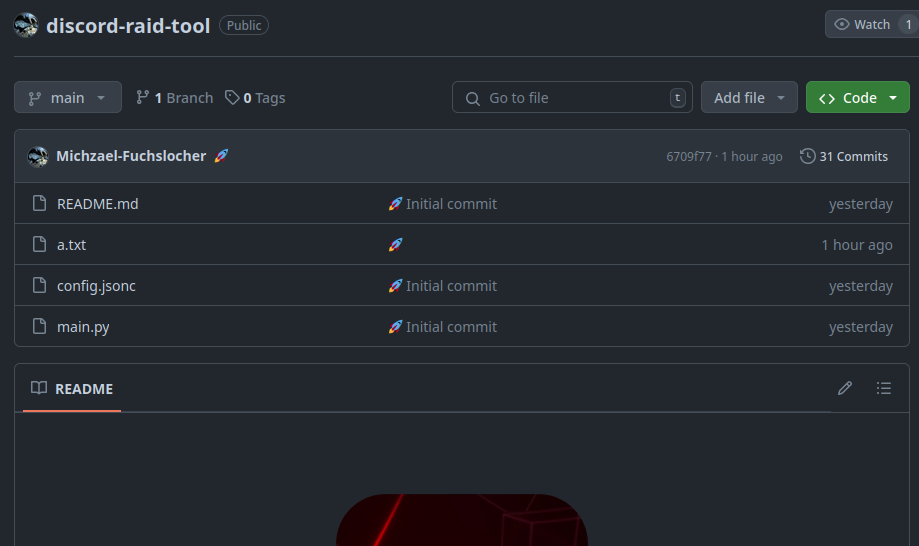 discord-raid-tool Public Watch 1
main 1 Branch 0 Tags Go to file t Add file Code
Michzael-Fuchslocher 🚀 6709f77 · 1 hour ago 31 Commits
README.md 🚀 Initial commit yesterday
a.txt 🚀 1 hour ago
config.jsonc 🚀 Initial commit yesterday
main.py 🚀 Initial commit yesterday
README